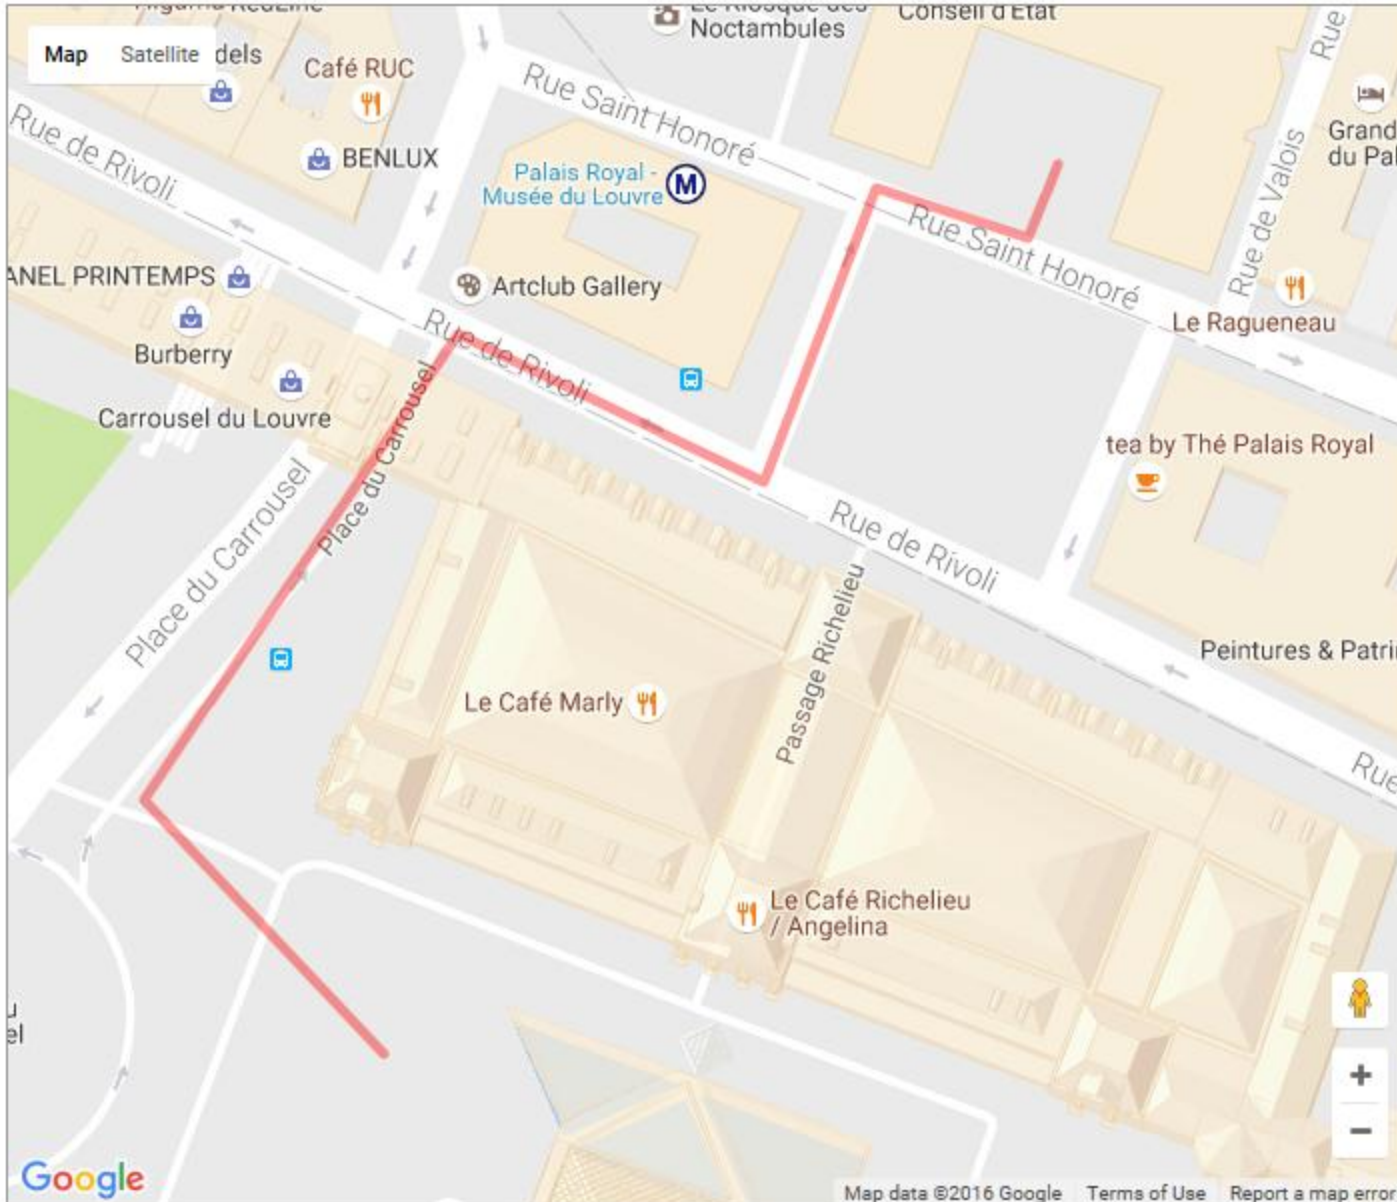 Map Satellite
dels
Café RUC
Le Kiosque des
Noctambules
Conseil d'Etat
Rue
Rue Saint Honoré
Grand
du Pal
Rue de Rivoli
BENLUX
Palais Royal -
Musée du Louvre
M
Rue de Valois
Rue Saint Honoré
ANEL PRINTEMPS
Artclub Gallery
Burberry
Rue de Rivoli
Le Ragueneau
Carrousel du Louvre
Place du Carrousel
tea by Thé Palais Royal
Place du Carrousel
Rue de Rivoli
Passage Richelieu
Peintures & Patri
Le Café Marly
Rue
Le Café Richelieu
/ Angelina
el
+
−
Google
Map data ©2016 Google Terms of Use Report a map error